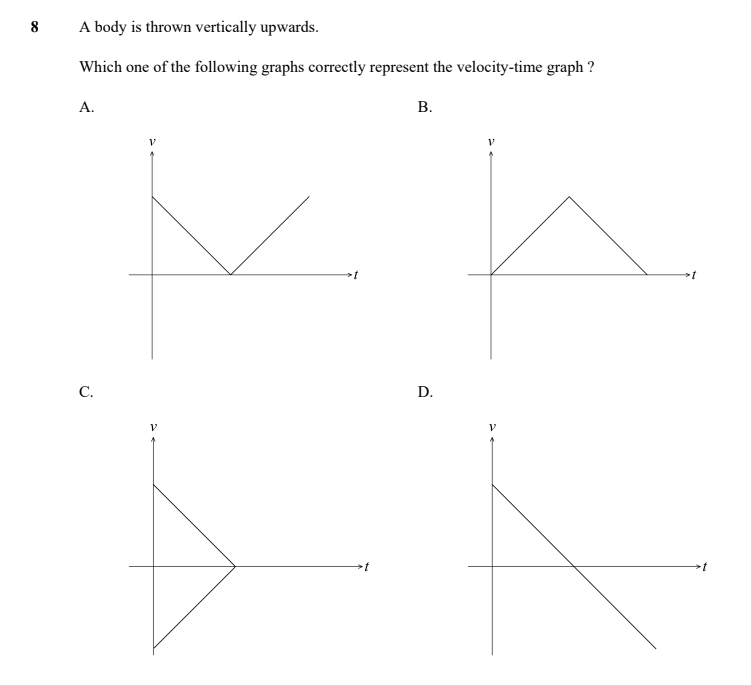 8 A body is thrown vertically upwards.
Which one of the following graphs correctly represent the velocity-time graph ?
A. B.
v v
t t
C. D.
v v
t t